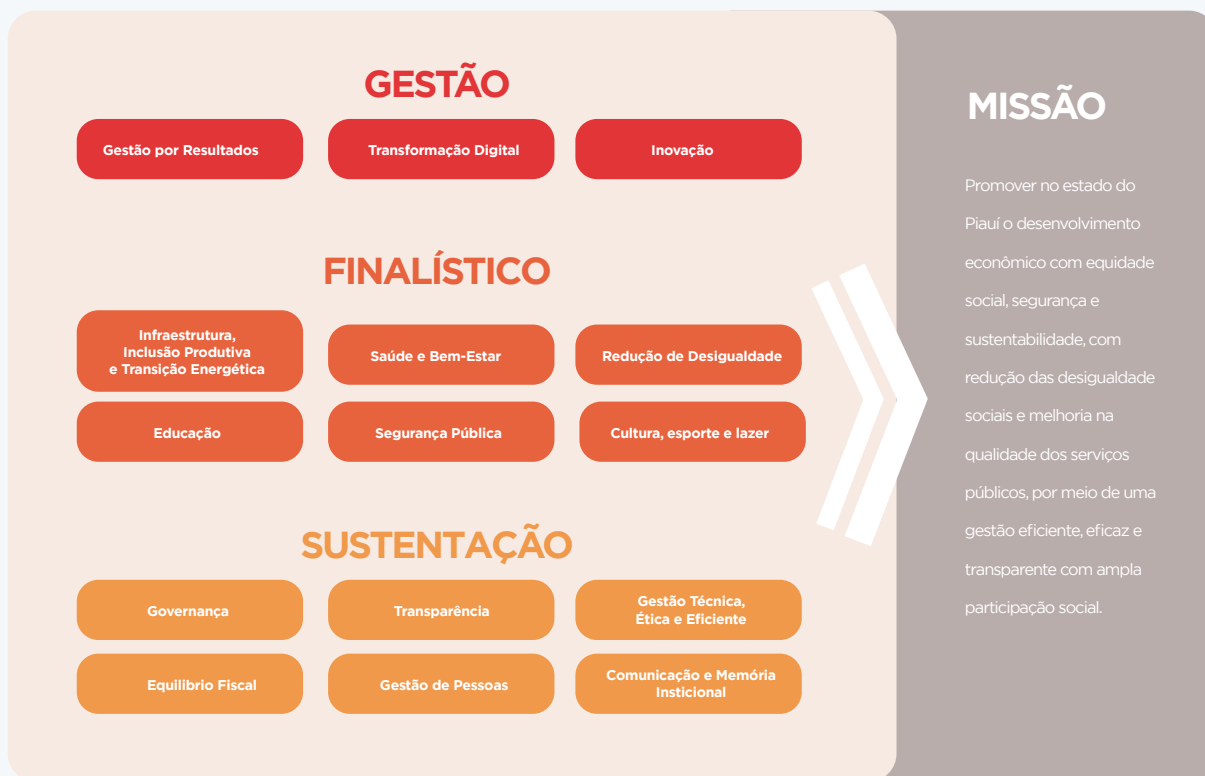 GESTÃO
Gestão por Resultados
Transformação Digital
Inovação
FINALÍSTICO
Infraestrutura,
Inclusão Produtiva
e Transição Energética
Saúde e Bem-Estar
Redução de Desigualdade
Educação
Segurança Pública
Cultura, esporte e lazer
SUSTENTAÇÃO
Governança
Transparência
Gestão Técnica,
Ética e Eficiente
Equilibrio Fiscal
Gestão de Pessoas
Comunicação e Memória
Insticional
MISSÃO
Promover no estado do
Piauí o desenvolvimento
econômico com equidade
social, segurança e
sustentabilidade, com
redução das desigualdade
sociais e melhoria na
qualidade dos serviços
públicos, por meio de uma
gestão eficiente, eficaz e
transparente com ampla
participação social.